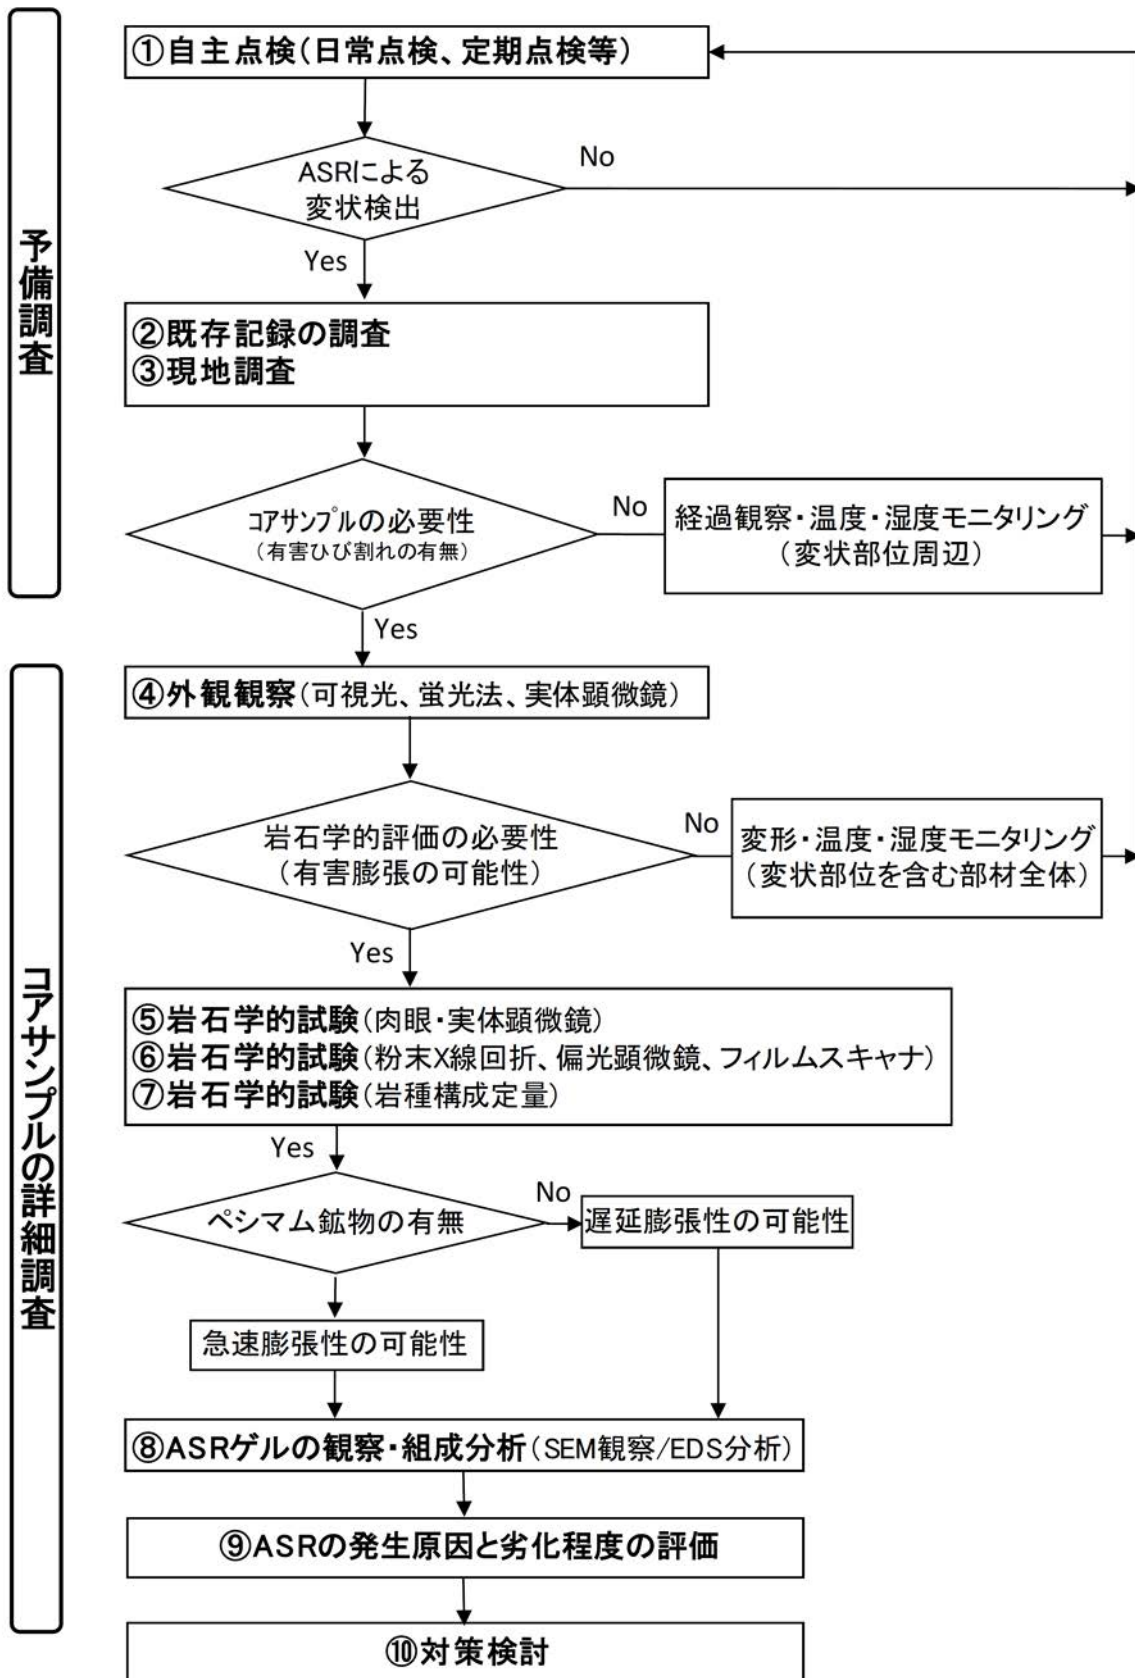 予備調査
①自主点検(日常点検、定期点検等)
ASRによる
変状検出
No
Yes
②既存記録の調査
③現地調査
コアサンプルの必要性
(有害ひび割れの有無)
No
経過観察・温度・湿度モニタリング
(変状部位周辺)
Yes
コアサンプルの詳細調査
④外観観察(可視光、蛍光法、実体顕微鏡)
岩石学的評価の必要性
(有害膨張の可能性)
No
変形・温度・湿度モニタリング
(変状部位を含む部材全体)
Yes
⑤岩石学的試験(肉眼・実体顕微鏡)
⑥岩石学的試験(粉末X線回折、偏光顕微鏡、フィルムスキャナ)
⑦岩石学的試験(岩種構成定量)
Yes
ペシマム鉱物の有無
No
遅延膨張性の可能性
急速膨張性の可能性
⑧ASRゲルの観察・組成分析(SEM観察/EDS分析)
⑨ASRの発生原因と劣化程度の評価
⑩対策検討